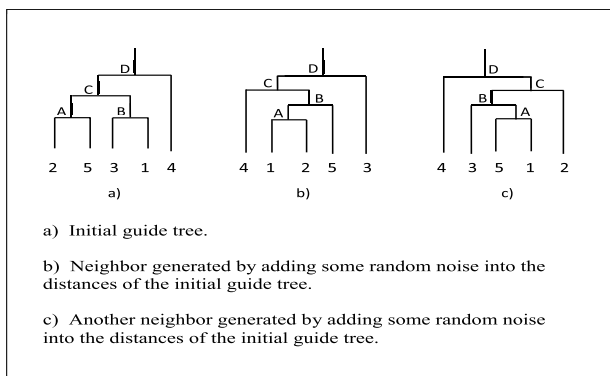 D D D
C C C
A B B B
A A
2 5 3 1 4 4 1 2 5 3 4 3 5 1 2
a) b) c)
a) Initial guide tree.
b) Neighbor generated by adding some random noise into the
distances of the initial guide tree.
c) Another neighbor generated by adding some random noise
into the distances of the initial guide tree.